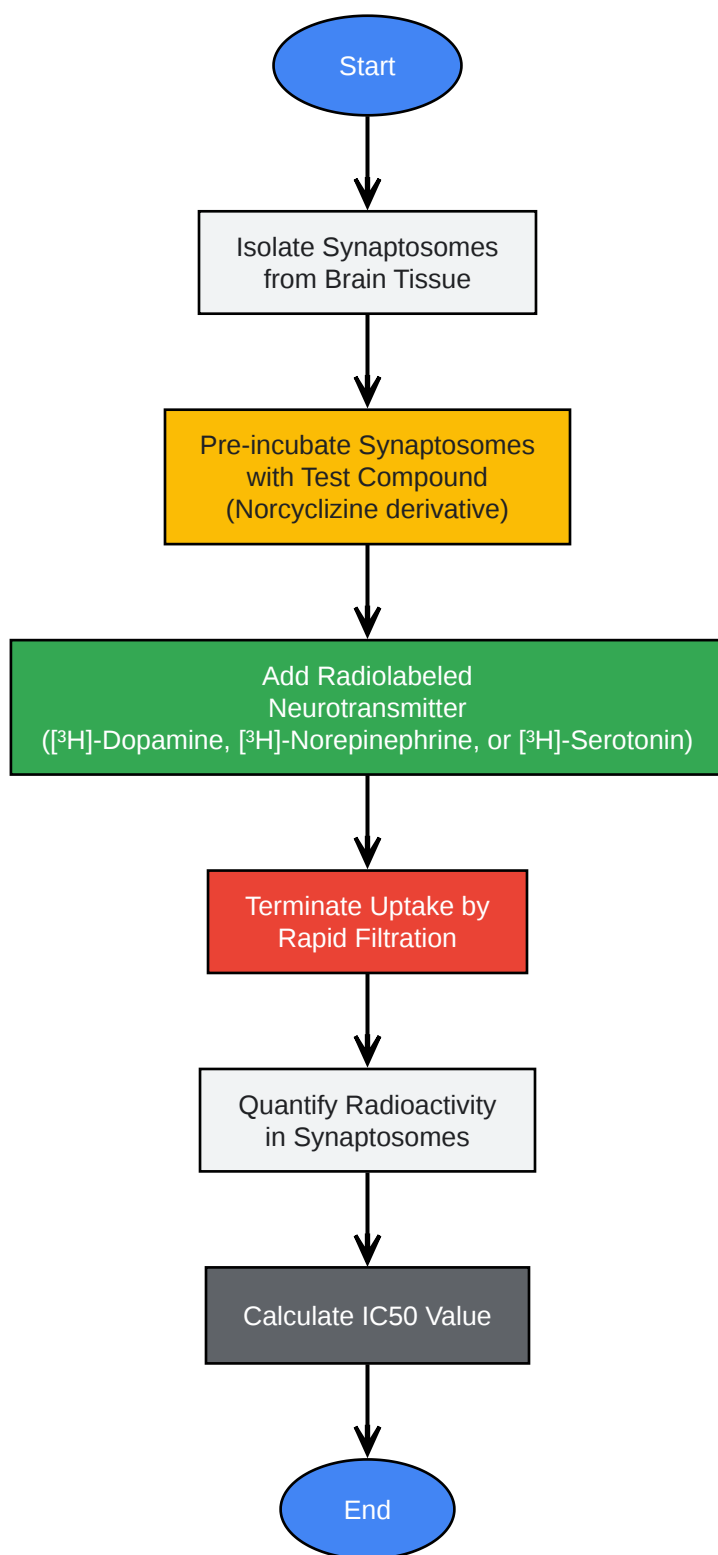 Start
Isolate Synaptosomes
from Brain Tissue
Pre-incubate Synaptosomes
with Test Compound
(Norcyclizine derivative)
Add Radiolabeled
Neurotransmitter
([³H]-Dopamine, [³H]-Norepinephrine, or [³H]-Serotonin)
Terminate Uptake by
Rapid Filtration
Quantify Radioactivity
in Synaptosomes
Calculate IC50 Value
End